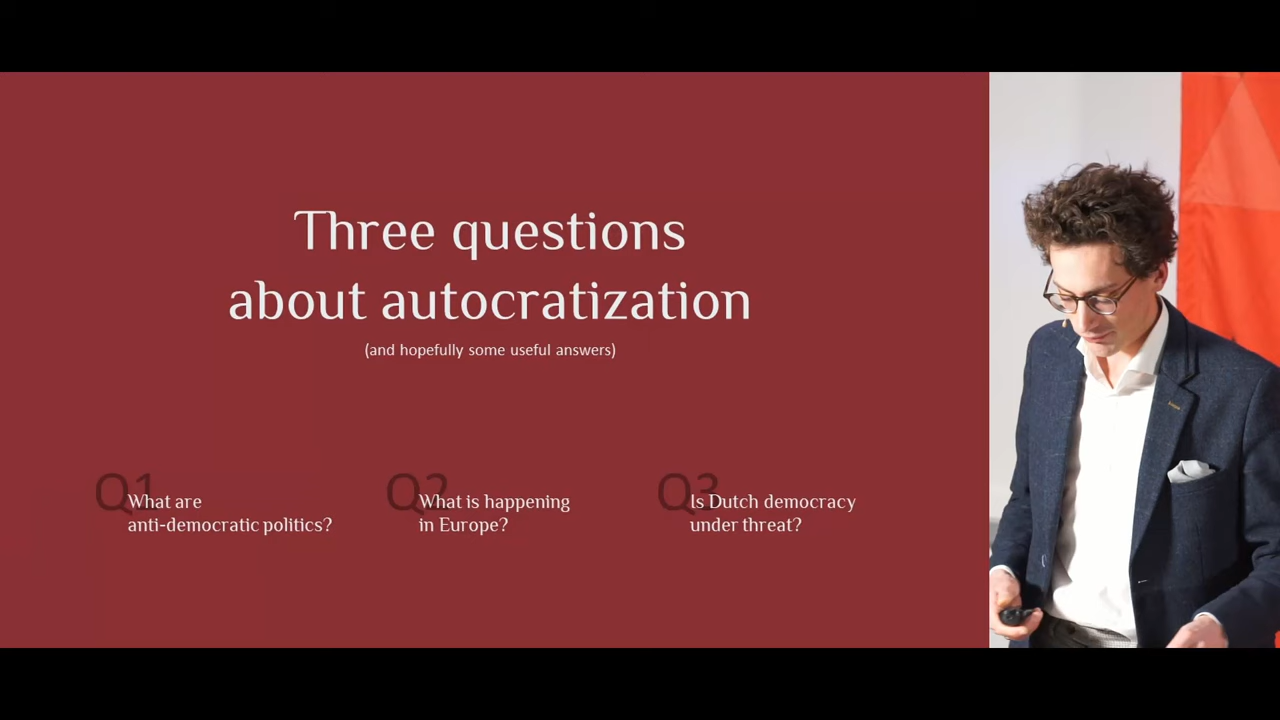 Three questions
about autocratization
(and hopefully some useful answers)
Q1
What are
anti-democratic politics?
Q2
What is happening
in Europe?
Q3
Is Dutch democracy
under threat?